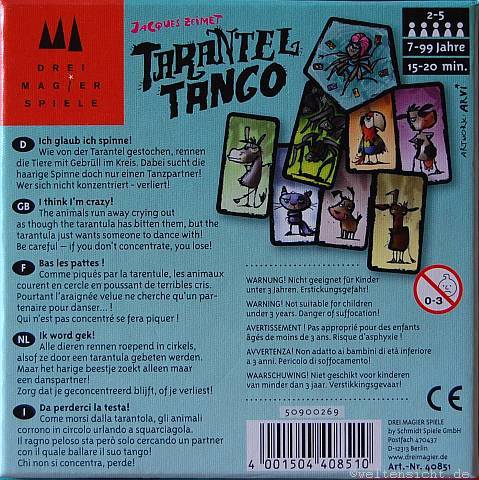 JACQUES ZEIMET
TARANTEL
TANGO
DREI
MAGIER
SPIELE
2-5
7-99 Jahre
15-20 min.
ARTWORK: ARVI
D
Ich glaub ich spinne!
Wie von der Tarantel gestochen, rennen
die Tiere mit Gebrüll im Kreis. Dabei sucht die
haarige Spinne doch nur einen Tanzpartner!
Wer sich nicht konzentriert - verliert!
GB
I think I'm crazy!
The animals run away crying out
as though the tarantula has bitten them, but the
tarantula just wants someone to dance with!
Be careful – if you don't concentrate, you lose!
F
Bas les pattes !
Comme piqués par la tarentule, les animaux
courent en cercle en poussant de terribles cris.
Pourtant l'araignée velue ne cherche qu'un par-
tenaire pour danser... !
Qui n'est pas concentré se fera piquer !
NL
Ik word gek!
Alle dieren rennen roepend in cirkels,
alsof ze door een tarantula gebeten werden.
Maar het harige beestje zoekt alleen maar
een danspartner!
Zorg dat je geconcentreerd blijft, of je verliest!
I
Da perderci la testa!
Come morsi dalla tarantola, gli animali
corrono in circolo urlando a squarciagola.
Il ragno peloso sta però solo cercando un partner
con il quale ballare il suo tango!
Chi non si concentra, perde!
WARNUNG! Nicht geeignet für Kinder
unter 3 Jahren. Erstickungsgefahr!
WARNING! Not suitable for children
under 3 years. Danger of suffocation!
AVERTISSEMENT ! Pas approprié pour des enfants
âgés de moins de 3 ans. Risque d'asphyxie !
AVVERTENZA! Non adatto a bambini di età inferiore
a 3 anni. Pericolo di soffocamento!
WAARSCHUWING! Niet geschikt voor kinderen
van minder dan 3 jaar. Verstikkingsgevaar!
0-3
CE
50900269
4 001504 408510
DREI MAGIER SPIELE
by Schmidt Spiele GmbH
Postfach 470437
D-12313 Berlin
www.dreimagier.de
Art.-Nr. 40851
©weltensicht.de